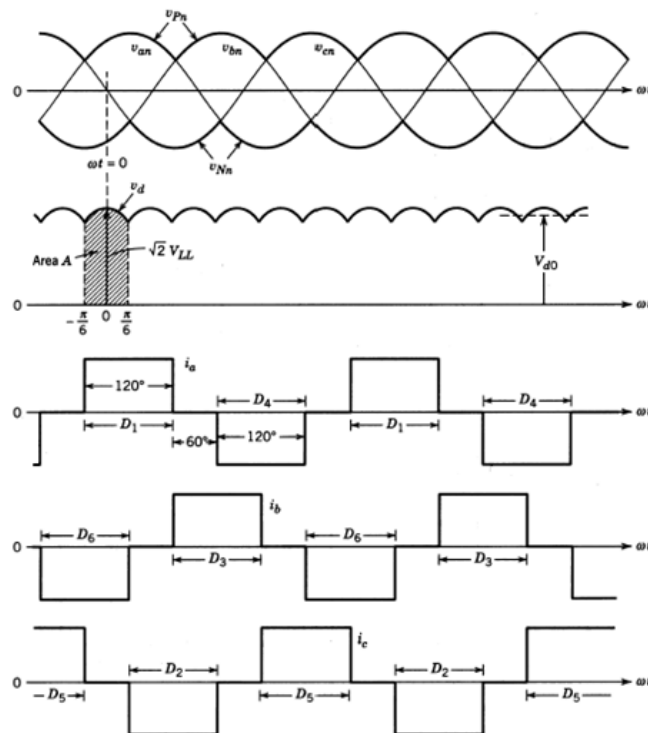 v_Pn
v_an v_bn v_cn
0 ωt
v_Nn
ωt = 0
v_d
Area A √2 V_LL V_d0
0 ωt
-π/6 0 π/6
i_a
120° D_4 D_4
0 ωt
D_1 60% 120° D_1
i_b
D_6 D_6
0 ωt
D_3 D_3
i_c
D_2 D_2
0 ωt
-D_5 D_5 D_5